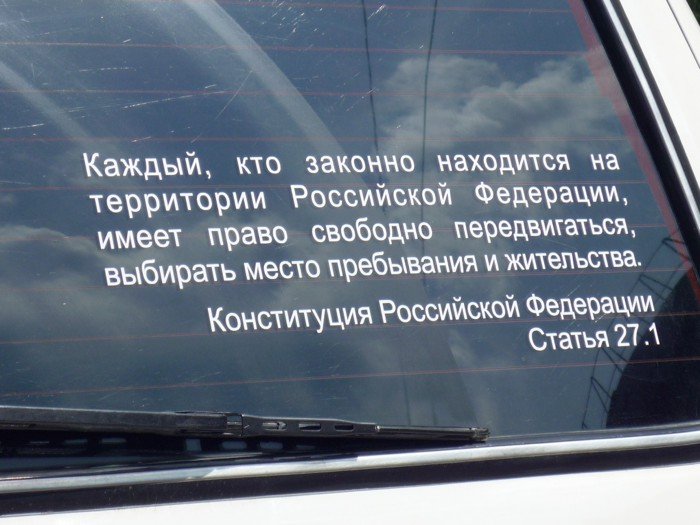 Каждый, кто законно находится на
территории Российской Федерации,
имеет право свободно передвигаться,
выбирать место пребывания и жительства.
Конституция Российской Федерации
Статья 27.1